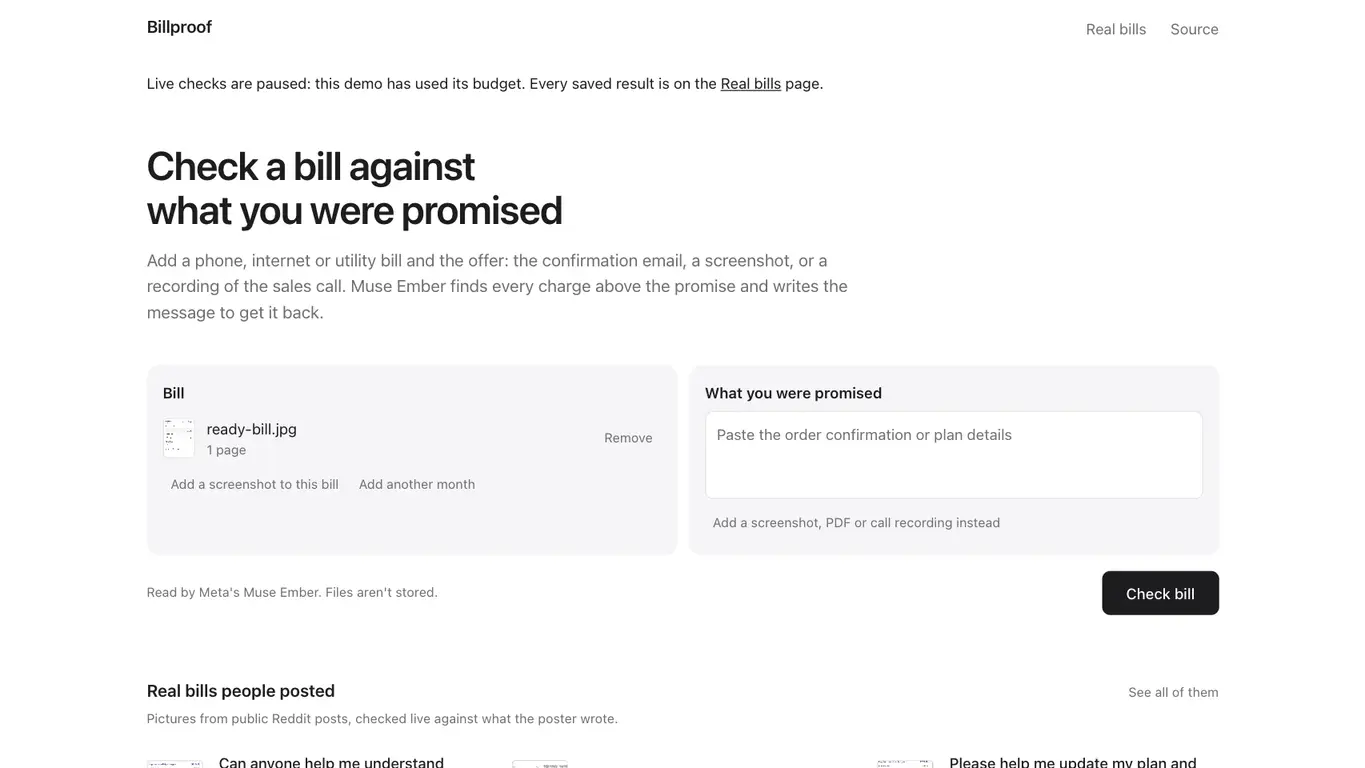 Billproof
Real bills
Source
Live checks are paused: this demo has used its budget. Every saved result is on the Real bills page.
Check a bill against
what you were promised
Add a phone, internet or utility bill and the offer: the confirmation email, a screenshot, or a
recording of the sales call. Muse Ember finds every charge above the promise and writes the
message to get it back.
Bill
ready-bill.jpg
1 page
Remove
Add a screenshot to this bill
Add another month
What you were promised
Paste the order confirmation or plan details
Add a screenshot, PDF or call recording instead
Read by Meta's Muse Ember. Files aren't stored.
Check bill
Real bills people posted
See all of them
Pictures from public Reddit posts, checked live against what the poster wrote.
Can anyone help me understand
Please help me update my plan and